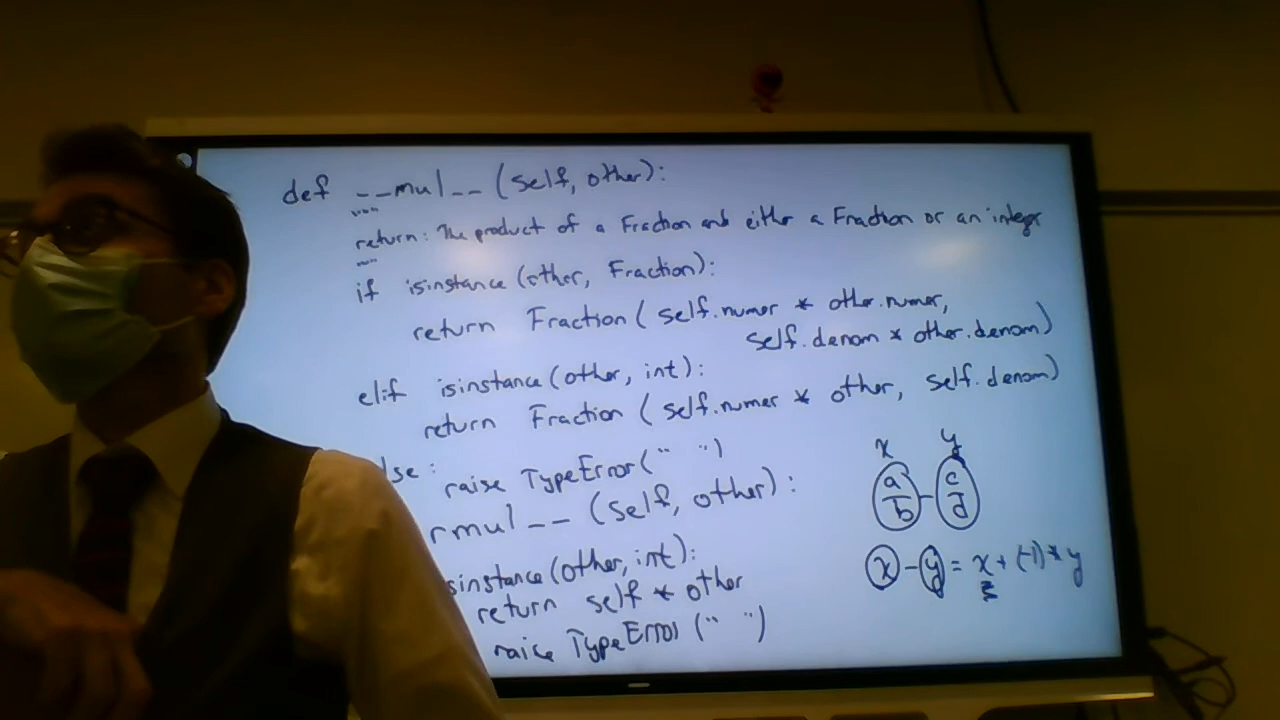 def __mul__ (self, other):
"""
return: The product of a Fraction and either a Fraction or an integer
"""
if isinstance (other, Fraction):
return Fraction ( self.numer * other.numer,
self.denom * other.denom)
elif isinstance (other, int):
return Fraction ( self.numer * other, self.denom)
lse:
raise TypeError (" ")
rmul__ (self, other):
sinstance (other, int):
return self * other
raise TypeError (" ")
x y
a/b - c/d
x - y = x + (-1) * y